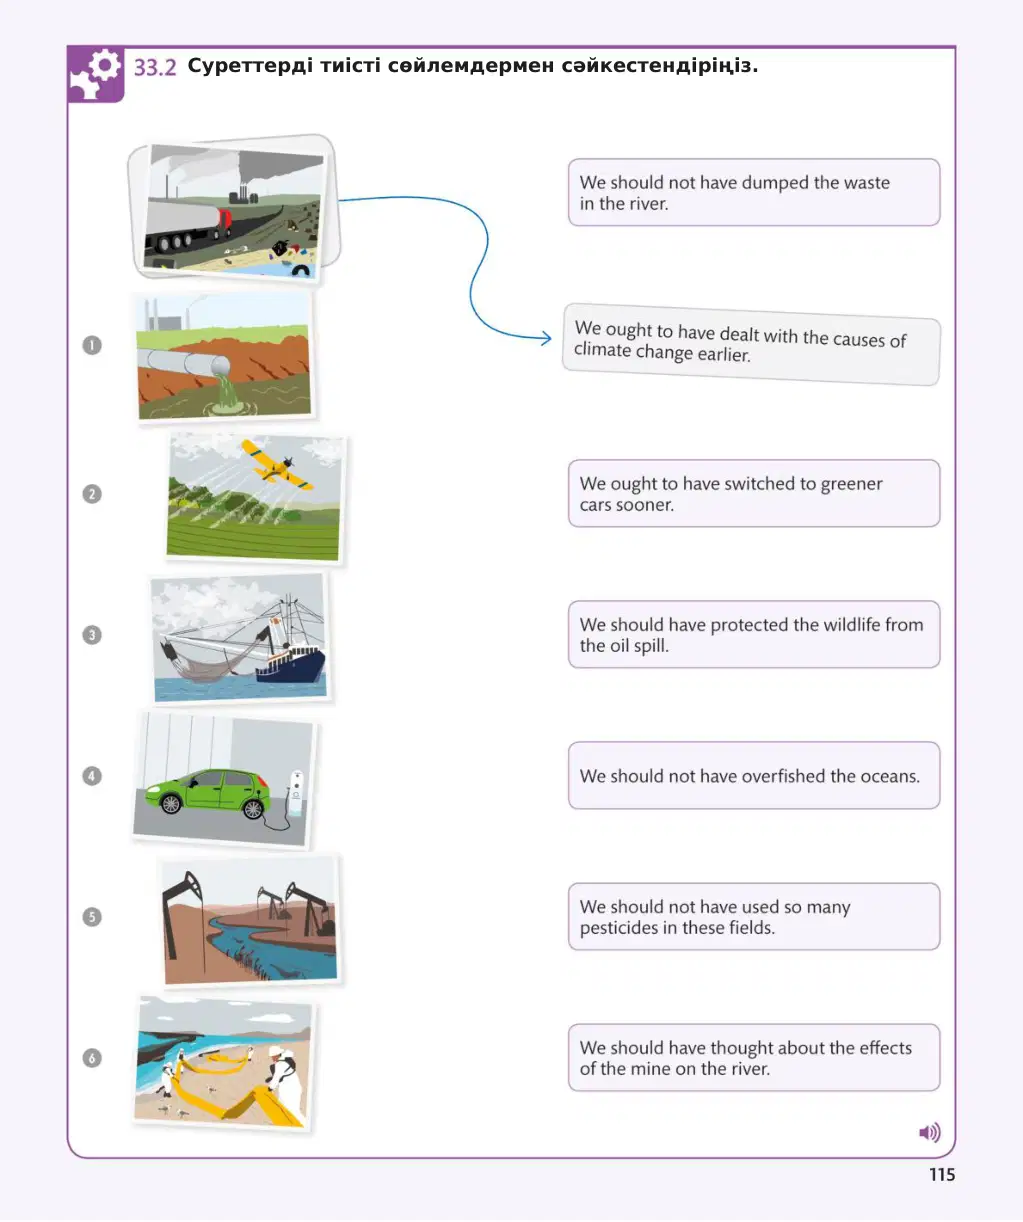 33.2 Суреттерді тиісті сөйлемдермен сәйкестендіріңіз.
We should not have dumped the waste
in the river.
1
We ought to have dealt with the causes of
climate change earlier.
2
We ought to have switched to greener
cars sooner.
3
We should have protected the wildlife from
the oil spill.
4
We should not have overfished the oceans.
5
We should not have used so many
pesticides in these fields.
6
We should have thought about the effects
of the mine on the river.
115